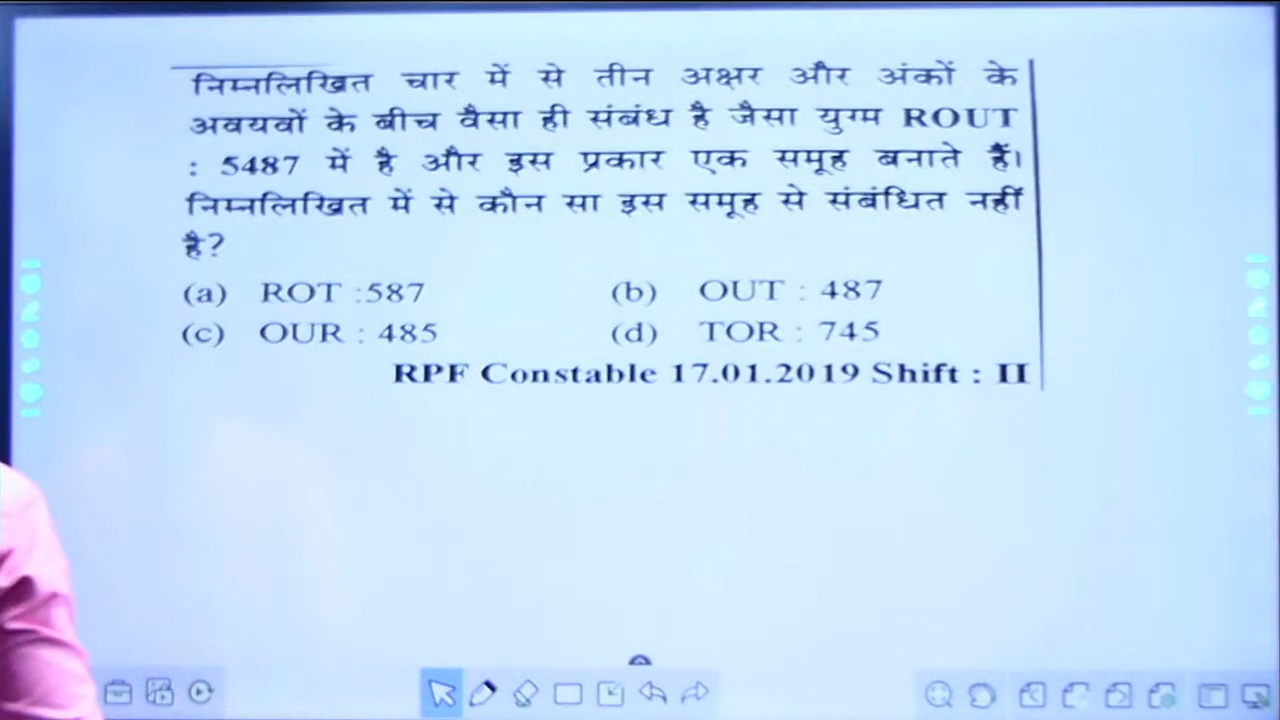 निम्नलिखित चार में से तीन अक्षर और अंकों के
अवयवों के बीच वैसा ही संबंध है जैसा युग्म ROUT
: 5487 में है और इस प्रकार एक समूह बनाते हैं।
निम्नलिखित में से कौन सा इस समूह से संबंधित नहीं
है?
(a) ROT :587 (b) OUT : 487
(c) OUR : 485 (d) TOR : 745
RPF Constable 17.01.2019 Shift : II